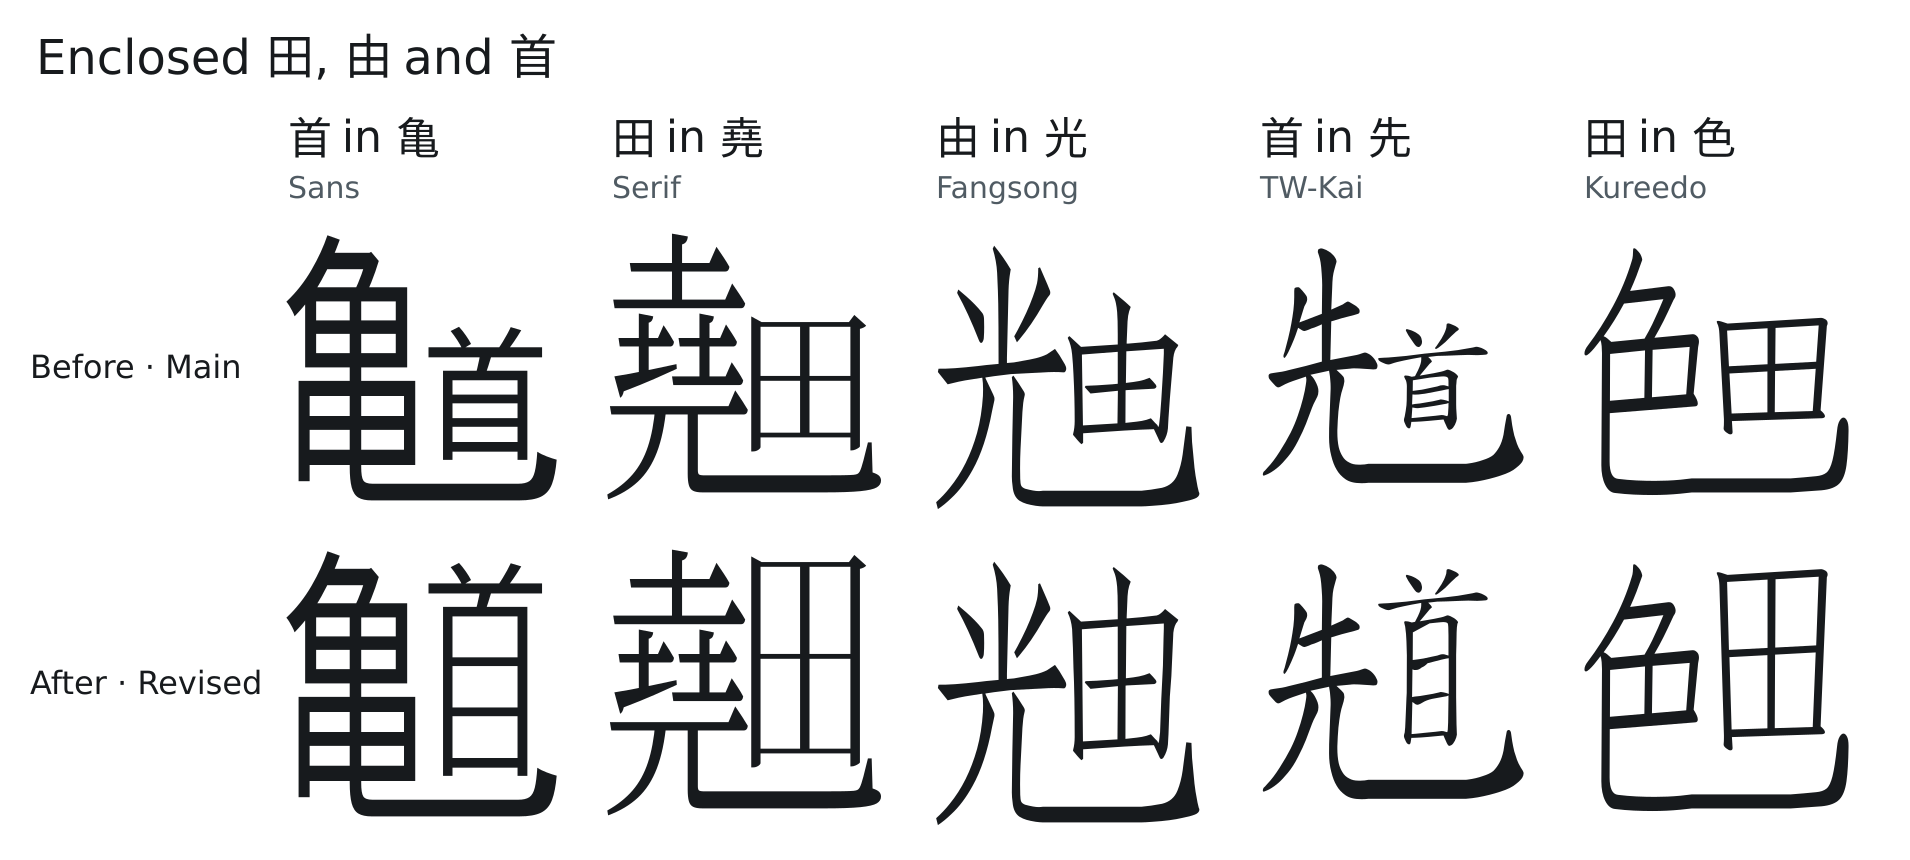 Enclosed 田, 由 and 首
首 in 亀 田 in 堯 由 in 光 首 in 先 田 in 色
Sans Serif Fangsong TW-Kai Kureedo
Before · Main
After · Revised